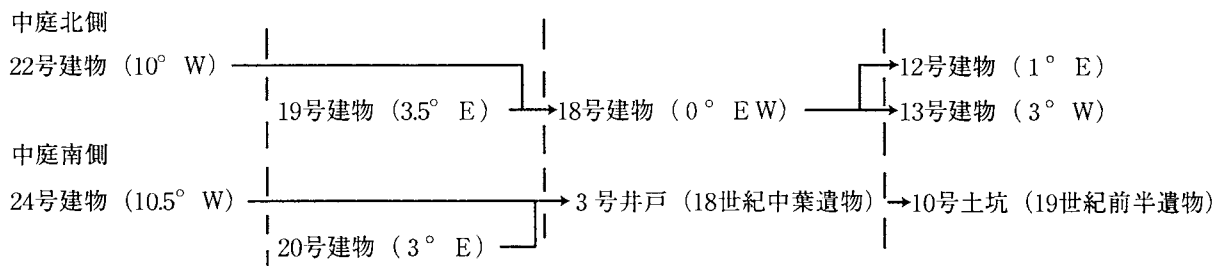 中庭北側
22号建物（10° W） 12号建物（1° E）
19号建物（3.5° E） 18号建物（0° EW） 13号建物（3° W）
中庭南側
24号建物（10.5° W） 3号井戸（18世紀中葉遺物） 10号土坑（19世紀前半遺物）
20号建物（3° E）